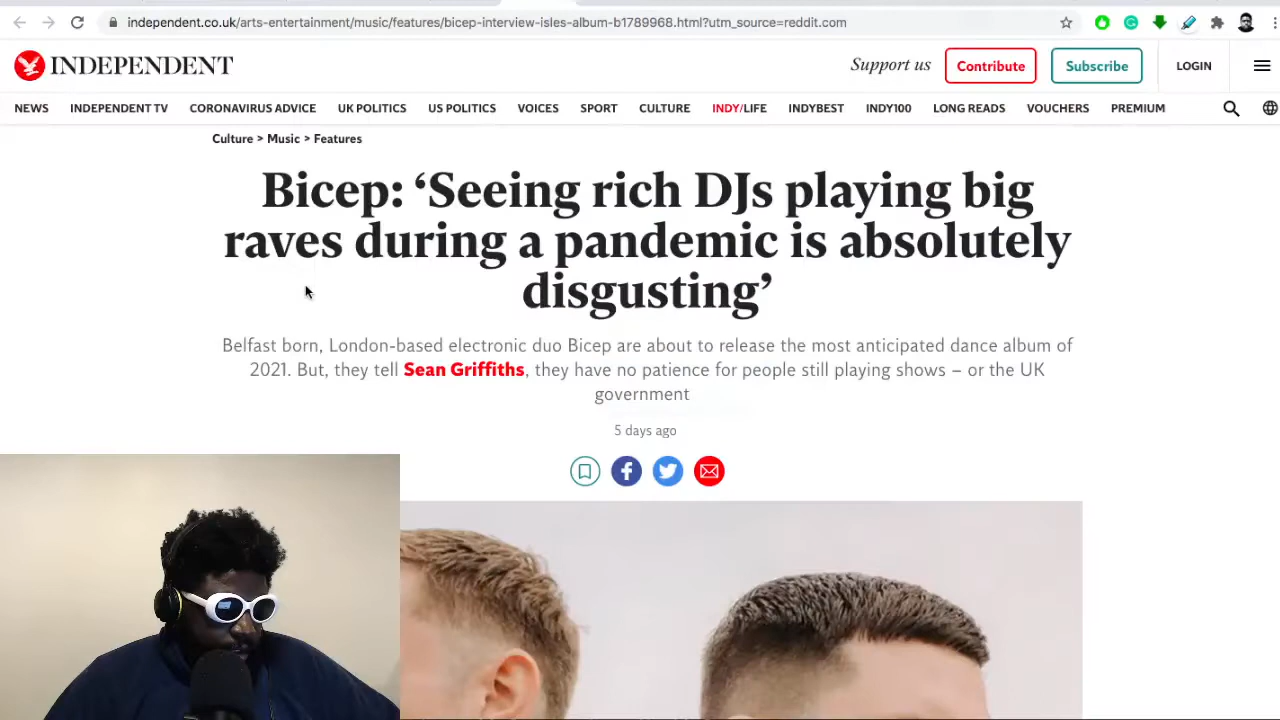 independent.co.uk/arts-entertainment/music/features/bicep-interview-isles-album-b1789968.html?utm_source=reddit.com
INDEPENDENT
Support us
Contribute
Subscribe
LOGIN
NEWS INDEPENDENT TV CORONAVIRUS ADVICE UK POLITICS US POLITICS VOICES SPORT CULTURE INDY/LIFE INDYBEST INDY100 LONG READS VOUCHERS PREMIUM
Culture > Music > Features
Bicep: ‘Seeing rich DJs playing big
raves during a pandemic is absolutely
disgusting’
Belfast born, London-based electronic duo Bicep are about to release the most anticipated dance album of
2021. But, they tell Sean Griffiths, they have no patience for people still playing shows – or the UK
government
5 days ago